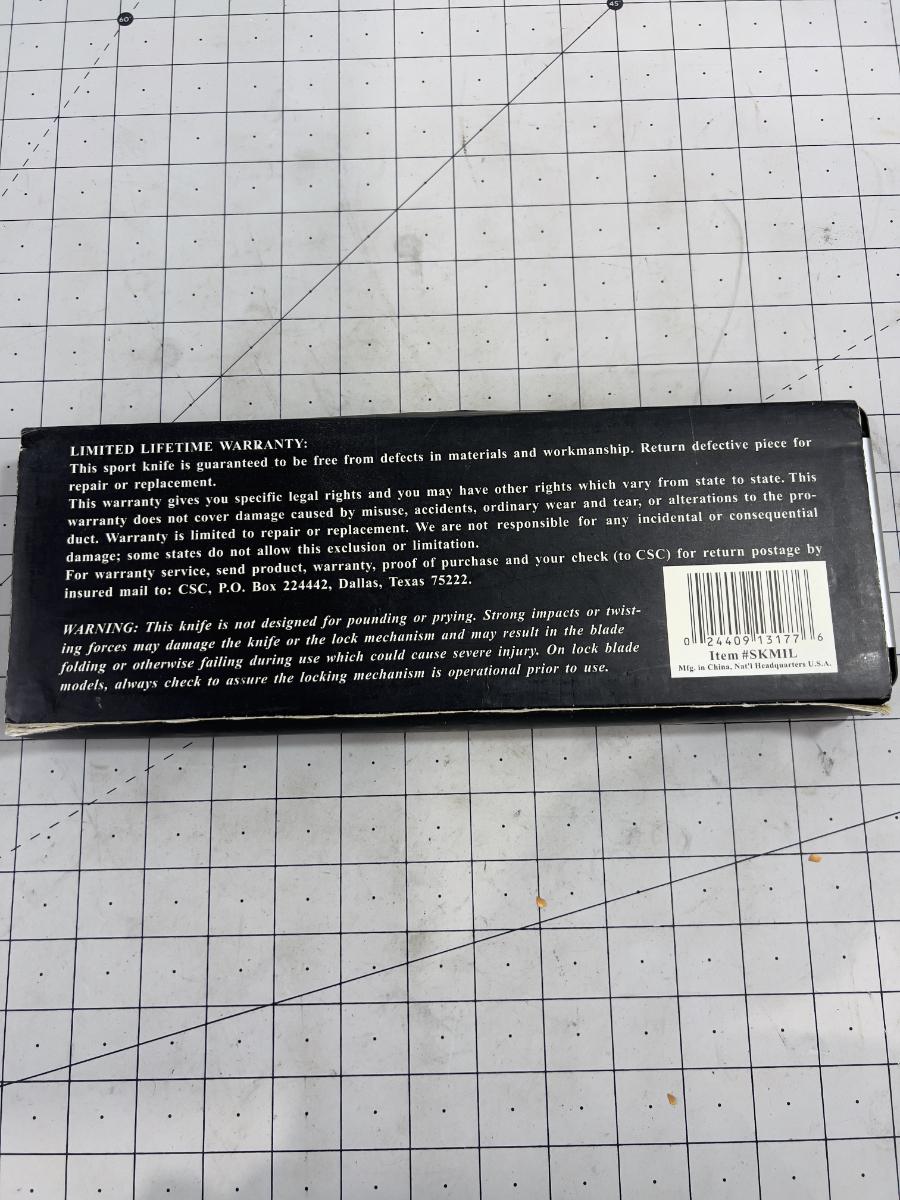 60°
45°
LIMITED LIFETIME WARRANTY:
This sport knife is guaranteed to be free from defects in materials and workmanship. Return defective piece for
repair or replacement.
This warranty gives you specific legal rights and you may have other rights which vary from state to state. This
warranty does not cover damage caused by misuse, accidents, ordinary wear and tear, or alterations to the pro-
duct. Warranty is limited to repair or replacement. We are not responsible for any incidental or consequential
damage; some states do not allow this exclusion or limitation.
For warranty service, send product, warranty, proof of purchase and your check (to CSC) for return postage by
insured mail to: CSC, P.O. Box 224442, Dallas, Texas 75222.
WARNING: This knife is not designed for pounding or prying. Strong impacts or twist-
ing forces may damage the knife or the lock mechanism and may result in the blade
folding or otherwise failing during use which could cause severe injury. On lock blade
models, always check to assure the locking mechanism is operational prior to use.
0 24409 13177 6
Item #SKMIL
Mfg. in China, Nat'l Headquarters U.S.A.